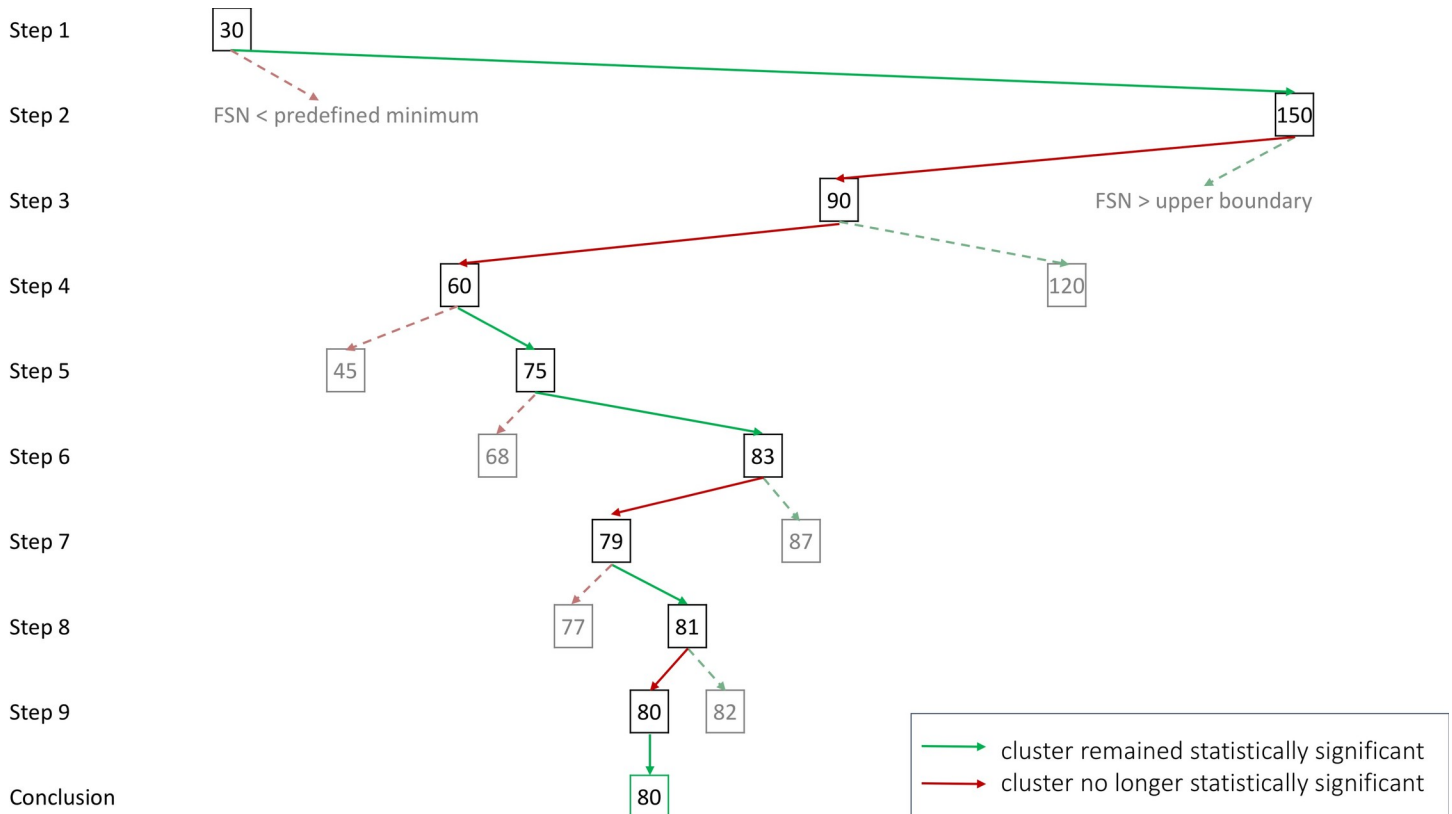 Step 1
30
Step 2
FSN < predefined minimum
150
Step 3
90
FSN > upper boundary
Step 4
60
120
Step 5
45
75
Step 6
68
83
Step 7
79
87
Step 8
77
81
Step 9
80
82
cluster remained statistically significant
cluster no longer statistically significant
Conclusion
80